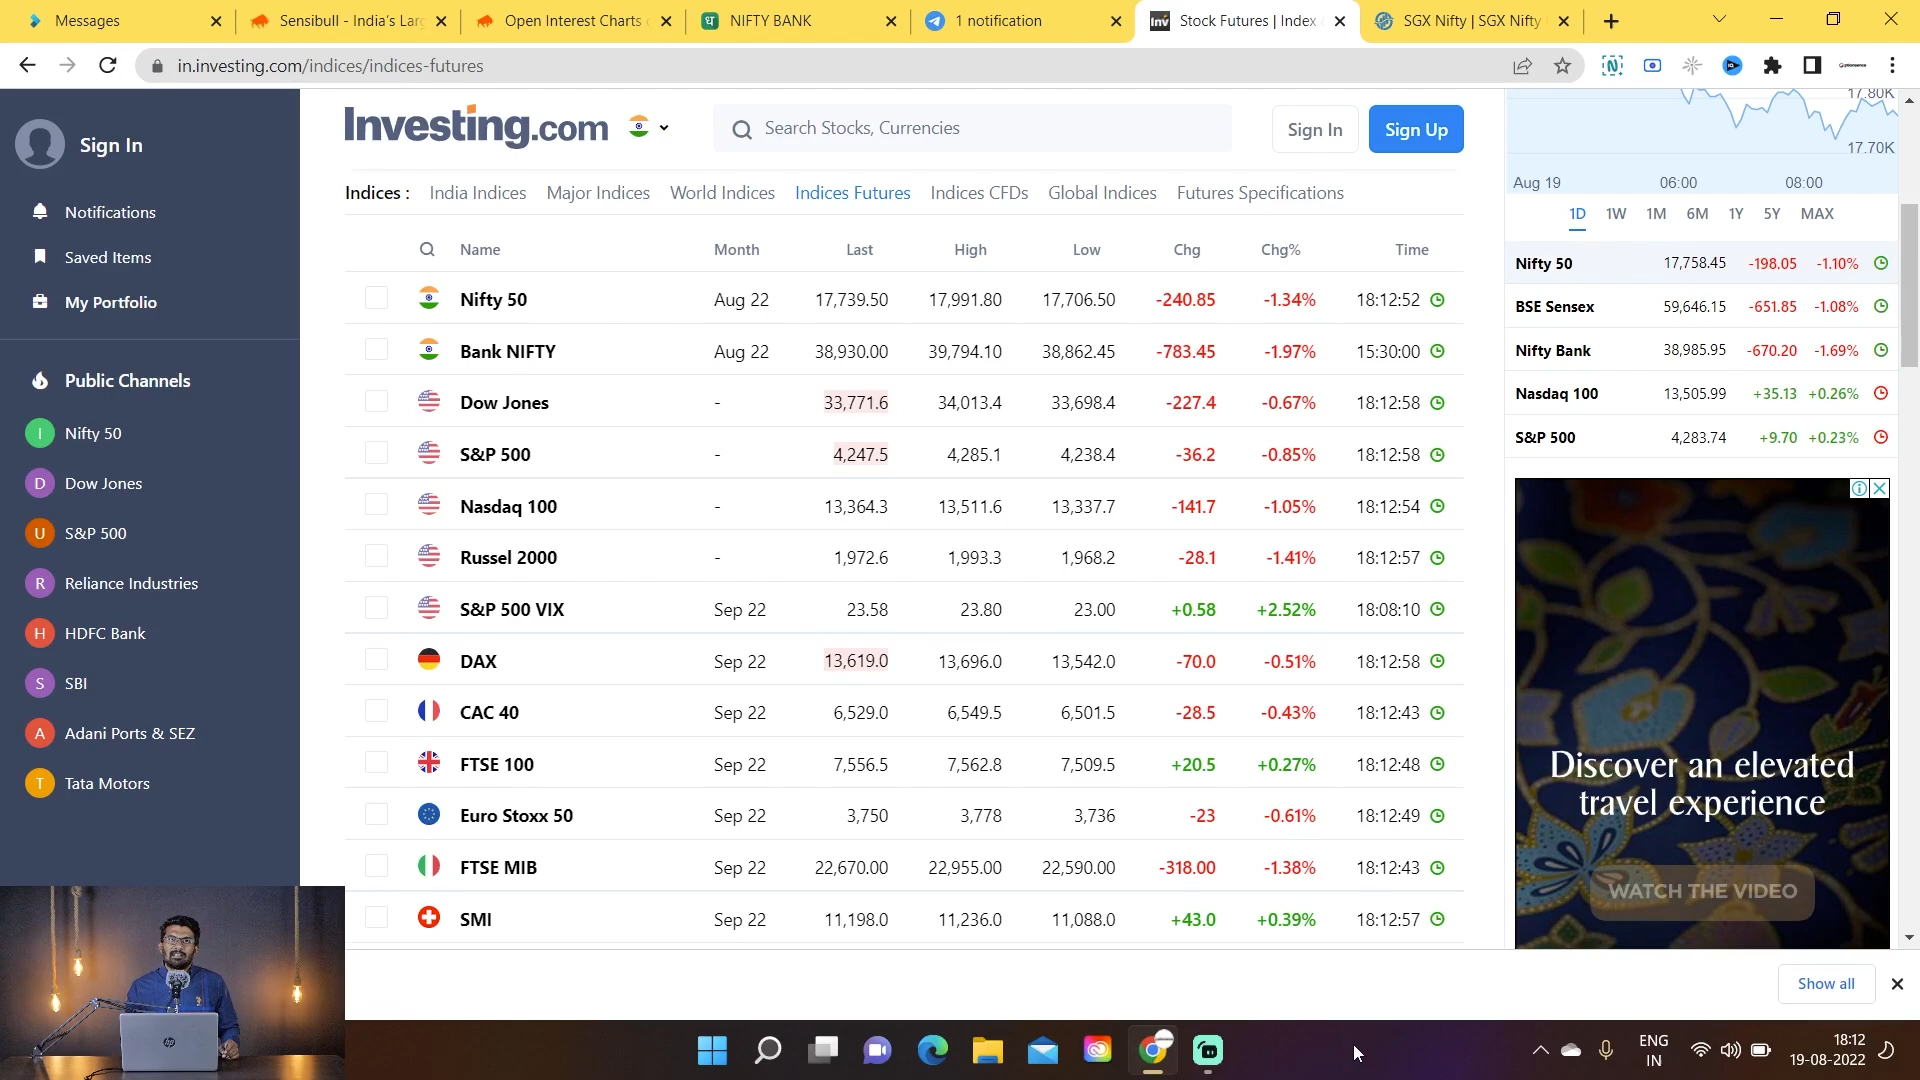 Messages
Sensibull - India's Lar
Open Interest Charts
NIFTY BANK
1 notification
Stock Futures | Index
SGX Nifty | SGX Nifty
in.investing.com/indices/indices-futures
Sign In
Notifications
Saved Items
My Portfolio
Public Channels
I Nifty 50
D Dow Jones
U S&P 500
R Reliance Industries
H HDFC Bank
S SBI
A Adani Ports & SEZ
T Tata Motors
Investing.com
Search Stocks, Currencies
Sign In
Sign Up
Indices : India Indices Major Indices World Indices Indices Futures Indices CFDs Global Indices Futures Specifications
Name Month Last High Low Chg Chg% Time
Nifty 50 Aug 22 17,739.50 17,991.80 17,706.50 -240.85 -1.34% 18:12:52
Bank NIFTY Aug 22 38,930.00 39,794.10 38,862.45 -783.45 -1.97% 15:30:00
Dow Jones - 33,771.6 34,013.4 33,698.4 -227.4 -0.67% 18:12:58
S&P 500 - 4,247.5 4,285.1 4,238.4 -36.2 -0.85% 18:12:58
Nasdaq 100 - 13,364.3 13,511.6 13,337.7 -141.7 -1.05% 18:12:54
Russel 2000 - 1,972.6 1,993.3 1,968.2 -28.1 -1.41% 18:12:57
S&P 500 VIX Sep 22 23.58 23.80 23.00 +0.58 +2.52% 18:08:10
DAX Sep 22 13,619.0 13,696.0 13,542.0 -70.0 -0.51% 18:12:58
CAC 40 Sep 22 6,529.0 6,549.5 6,501.5 -28.5 -0.43% 18:12:43
FTSE 100 Sep 22 7,556.5 7,562.8 7,509.5 +20.5 +0.27% 18:12:48
Euro Stoxx 50 Sep 22 3,750 3,778 3,736 -23 -0.61% 18:12:49
FTSE MIB Sep 22 22,670.00 22,955.00 22,590.00 -318.00 -1.38% 18:12:43
SMI Sep 22 11,198.0 11,236.0 11,088.0 +43.0 +0.39% 18:12:57
17.80K
17.70K
Aug 19 06:00 08:00
1D 1W 1M 6M 1Y 5Y MAX
Nifty 50 17,758.45 -198.05 -1.10%
BSE Sensex 59,646.15 -651.85 -1.08%
Nifty Bank 38,985.95 -670.20 -1.69%
Nasdaq 100 13,505.99 +35.13 +0.26%
S&P 500 4,283.74 +9.70 +0.23%
Discover an elevated
travel experience
WATCH THE VIDEO
Show all
hp
ENG
IN
18:12
19-08-2022